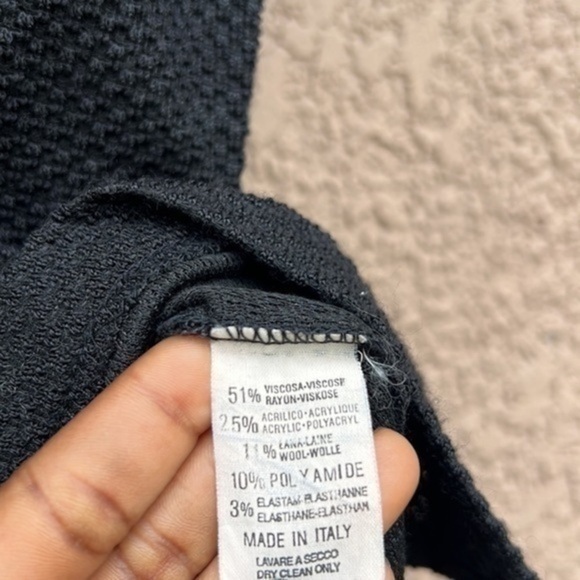 51% VISCOSA-VISCOSE
RAYON-VISKOSE
25% ACRILICO-ACRYLIQUE
ACRYLIC-POLYACRYL
11% LANA-LAINE
WOOL-WOLLE
10% POLYAMIDE
3% ELASTAN-ELASTHANNE
ELASTHANE-ELASTHAN
MADE IN ITALY
LAVARE A SECCO
DRY CLEAN ONLY